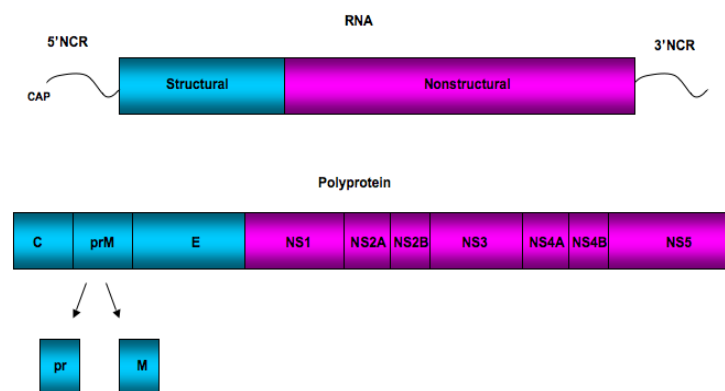 RNA
5'NCR
3'NCR
CAP
Structural
Nonstructural
Polyprotein
C prM E NS1 NS2A NS2B NS3 NS4A NS4B NS5
pr M